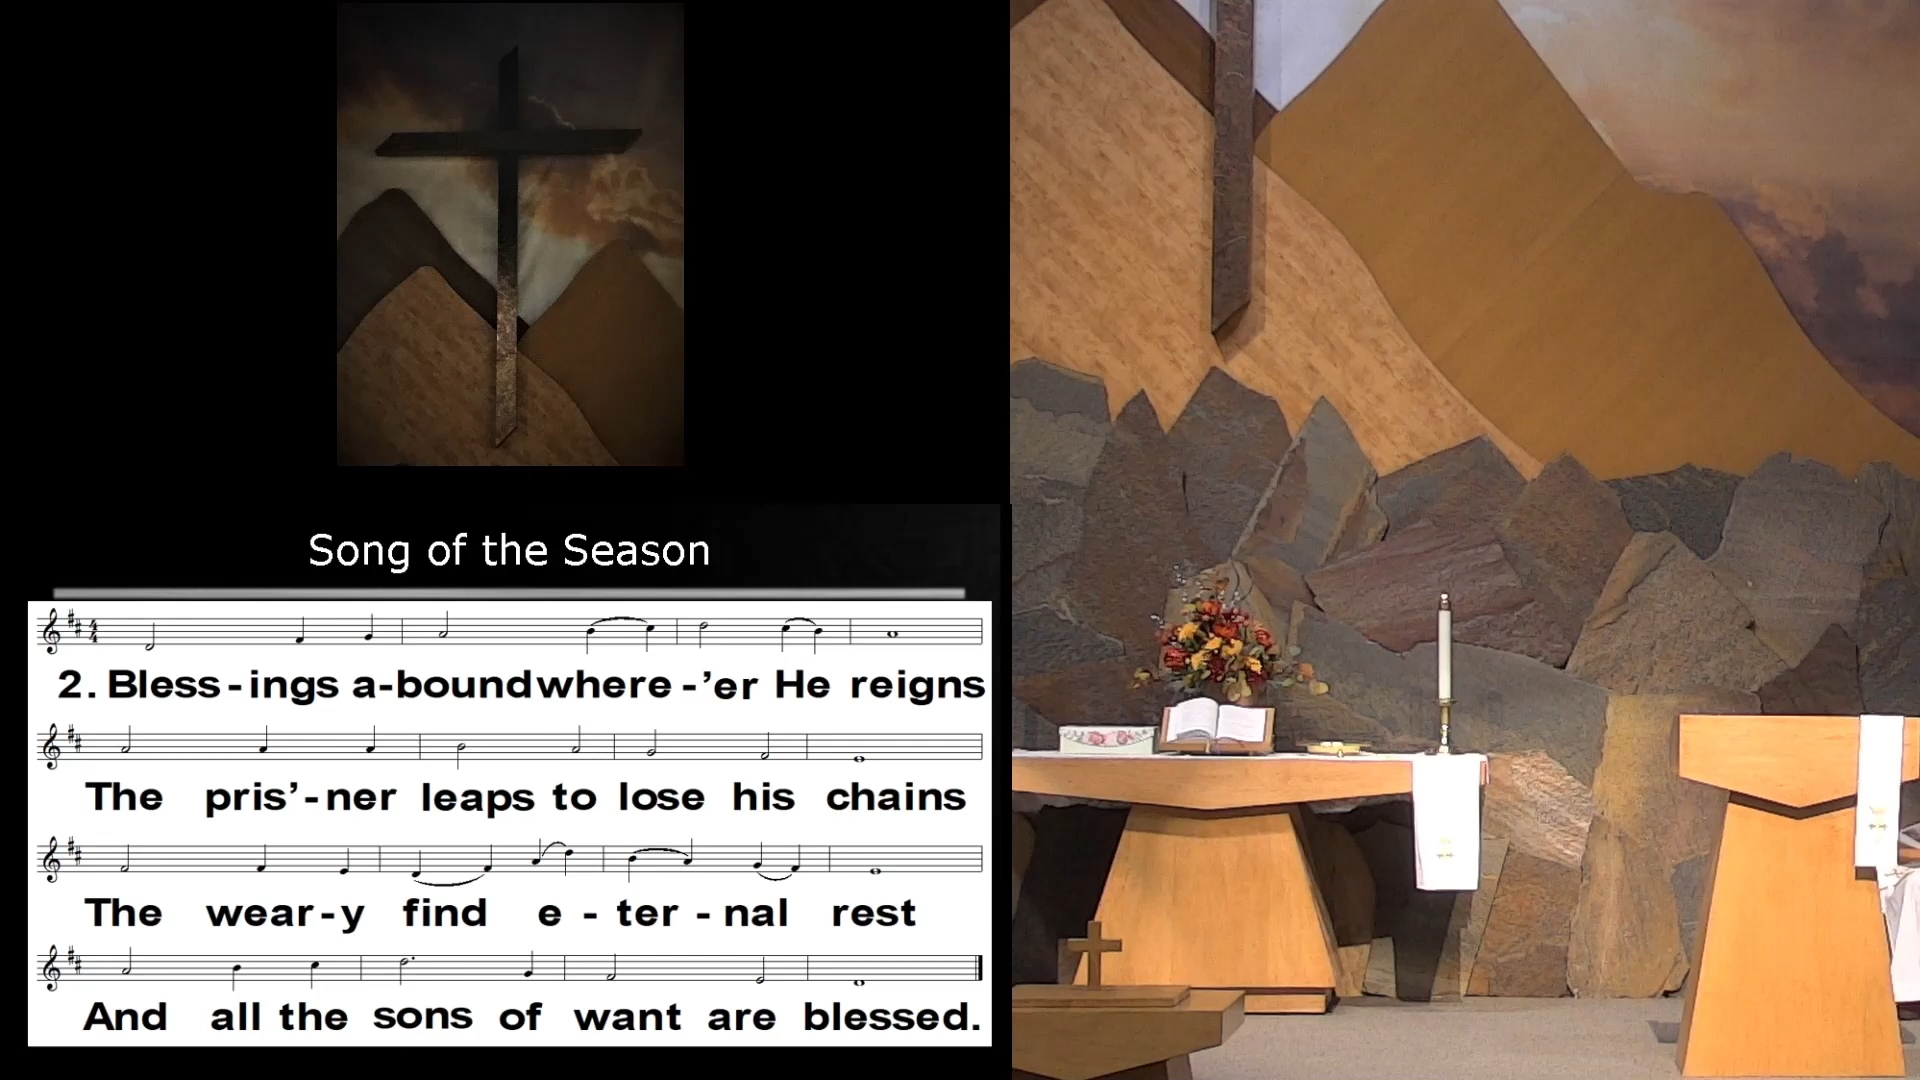 Song of the Season
2. Bless-ings a-bound where-'er He reigns
The pris'-ner leaps to lose his chains
The wear-y find e - ter - nal rest
And all the sons of want are blessed.